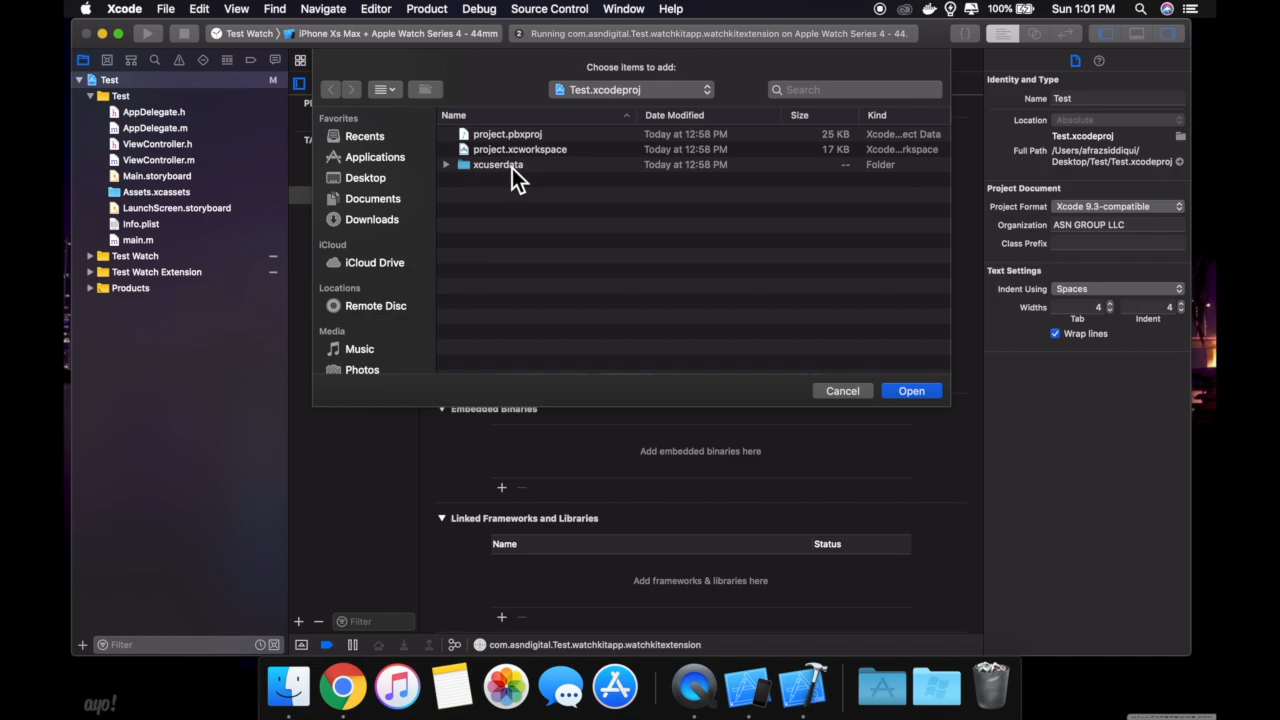 Xcode File Edit View Find Navigate Editor Product Debug Source Control Window Help 100% Sun 1:01 PM
Test Watch iPhone Xs Max + Apple Watch Series 4 - 44mm 2 Running com.asndigital.Test.watchkitapp.watchkitextension on Apple Watch Series 4 - 44.
Test M
Test
AppDelegate.h
AppDelegate.m
ViewController.h
ViewController.m
Main.storyboard
Assets.xcassets
LaunchScreen.storyboard
Info.plist
main.m
Test Watch
Test Watch Extension
Products
Filter
Choose items to add:
Test.xcodeproj Search
Favorites
Recents
Applications
Desktop
Documents
Downloads
iCloud
iCloud Drive
Locations
Remote Disc
Media
Music
Photos
Name Date Modified Size Kind
project.pbxproj Today at 12:58 PM 25 KB Xcode...ect Data
project.xcworkspace Today at 12:58 PM 17 KB Xcode...rkspace
xcuserdata Today at 12:58 PM -- Folder
Cancel Open
Embedded Binaries
Add embedded binaries here
Linked Frameworks and Libraries
Name Status
Add frameworks & libraries here
Filter
com.asndigital.Test.watchkitapp.watchkitextension
Identity and Type
Name Test
Location Absolute
Test.xcodeproj
Full Path /Users/afrazsiddiqui/
Desktop/Test/Test.xcodeproj
Project Document
Project Format Xcode 9.3-compatible
Organization ASN GROUP LLC
Class Prefix
Text Settings
Indent Using Spaces
Widths 4 4
Tab Indent
Wrap lines
ayo!